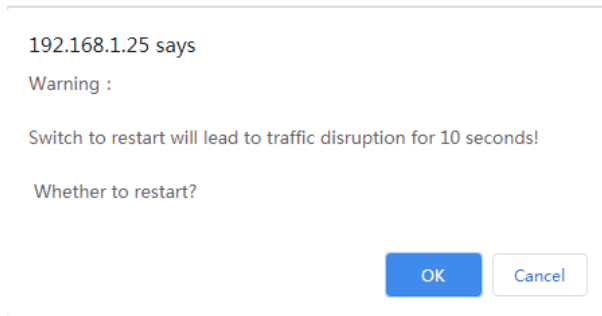 192.168.1.25 says
Warning :
Switch to restart will lead to traffic disruption for 10 seconds!
Whether to restart?
OK
Cancel